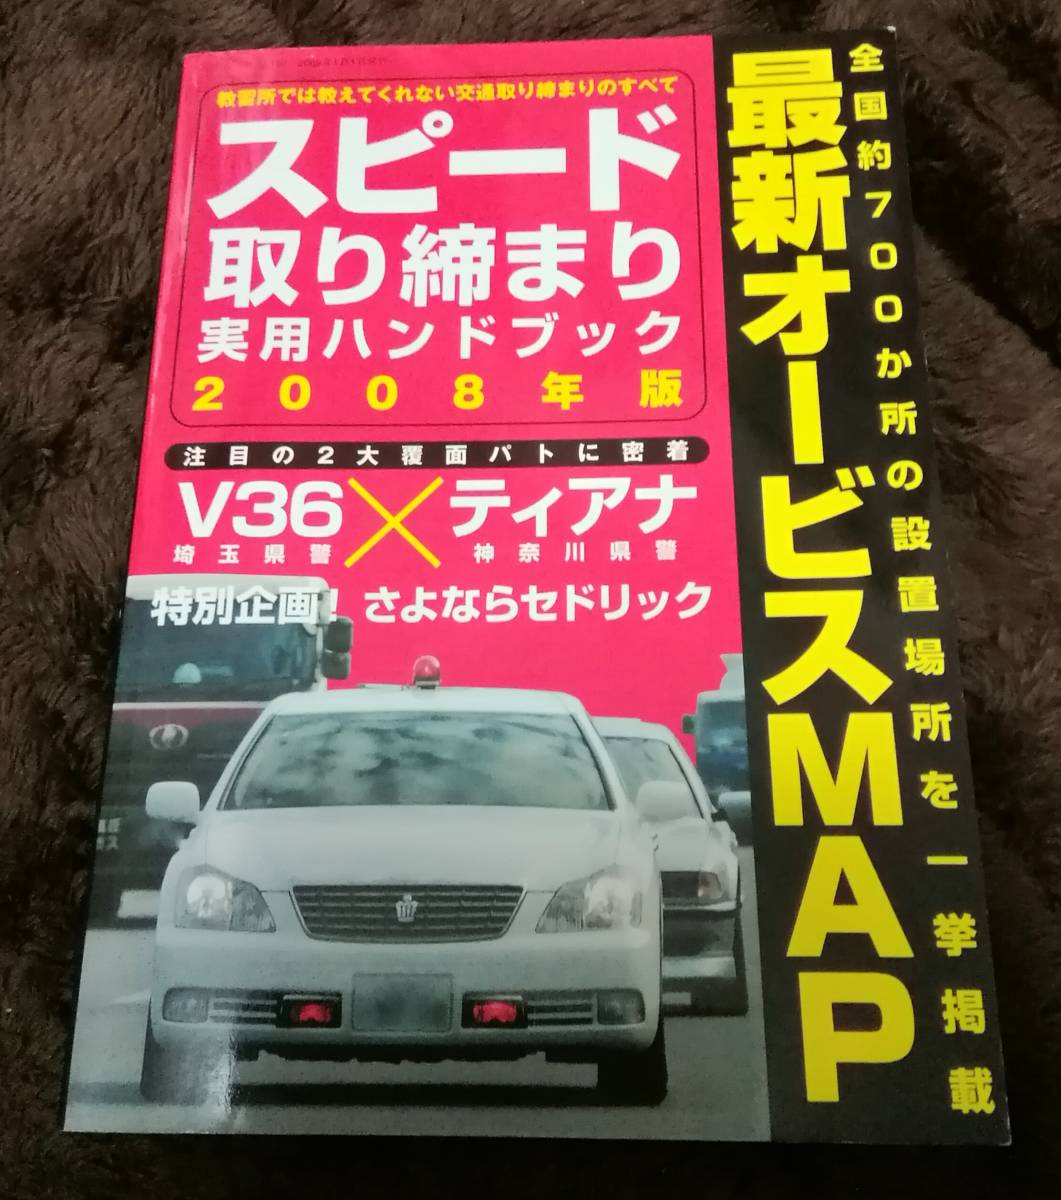 教習所では教えてくれない交通取り締まりのすべて
スピード
取り締まり
実用ハンドブック
2008年版
注目の2大覆面パトに密着
V36×ティアナ
埼玉県警 神奈川県警
特別企画！さよならセドリック
最新オービスMAP
全国約700か所の設置場所を一挙掲載